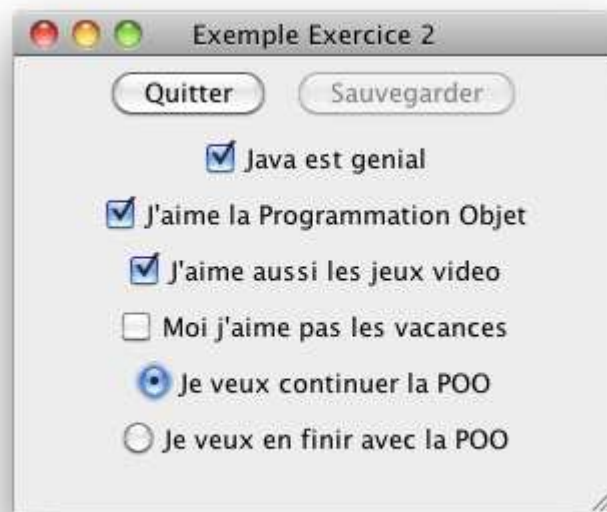 Exemple Exercice 2
Quitter Sauvegarder
Java est genial
J'aime la Programmation Objet
J'aime aussi les jeux video
Moi j'aime pas les vacances
Je veux continuer la POO
Je veux en finir avec la POO